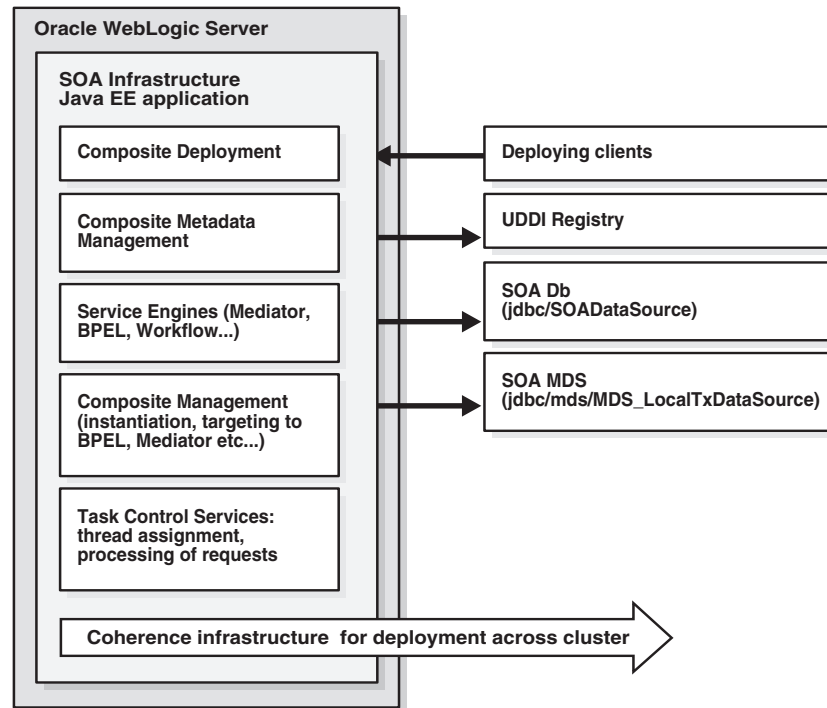 Oracle WebLogic Server
SOA Infrastructure
Java EE application
Composite Deployment
Deploying clients
Composite Metadata
Management
UDDI Registry
Service Engines (Mediator,
BPEL, Workflow...)
SOA Db
(jdbc/SOADataSource)
Composite Management
(instantiation, targeting to
BPEL, Mediator etc...)
SOA MDS
(jdbc/mds/MDS_LocalTxDataSource)
Task Control Services:
thread assignment,
processing of requests
Coherence infrastructure for deployment across cluster